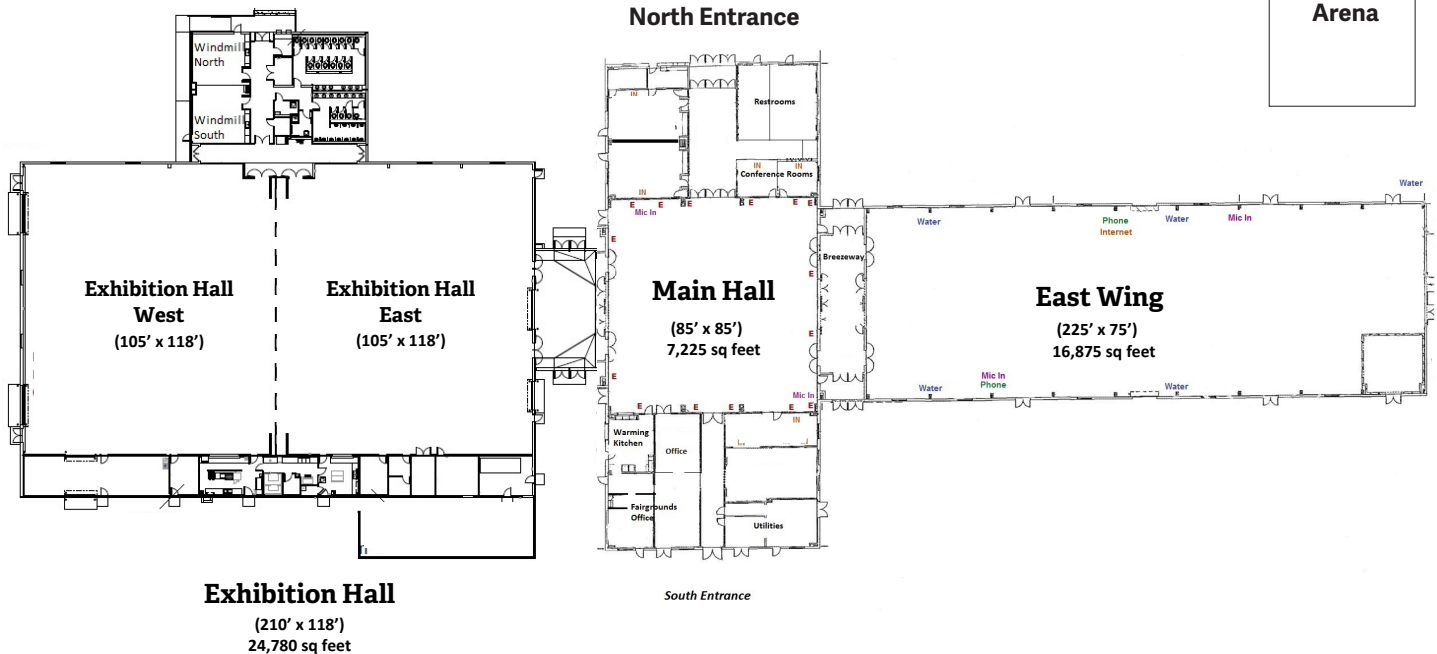 North Entrance
Arena
Windmill
North
Windmill
South
IN
Restrooms
IN
IN
Conference Rooms
IN
E
E
E
E
E
E
E
Mic In
Water
Water
Phone
Internet
Water
Mic In
E
Breezeway
E
Exhibition Hall
West
(105’ x 118’)
Exhibition Hall
East
(105’ x 118’)
Main Hall
(85’ x 85’)
7,225 sq feet
East Wing
(225’ x 75’)
16,875 sq feet
E
E
E
Mic In
Phone
Water
Water
Mic In
E
E
E
E
E
IN
Warming
Kitchen
Office
Fairgrounds
Office
Utilities
Exhibition Hall
(210’ x 118’)
24,780 sq feet
South Entrance